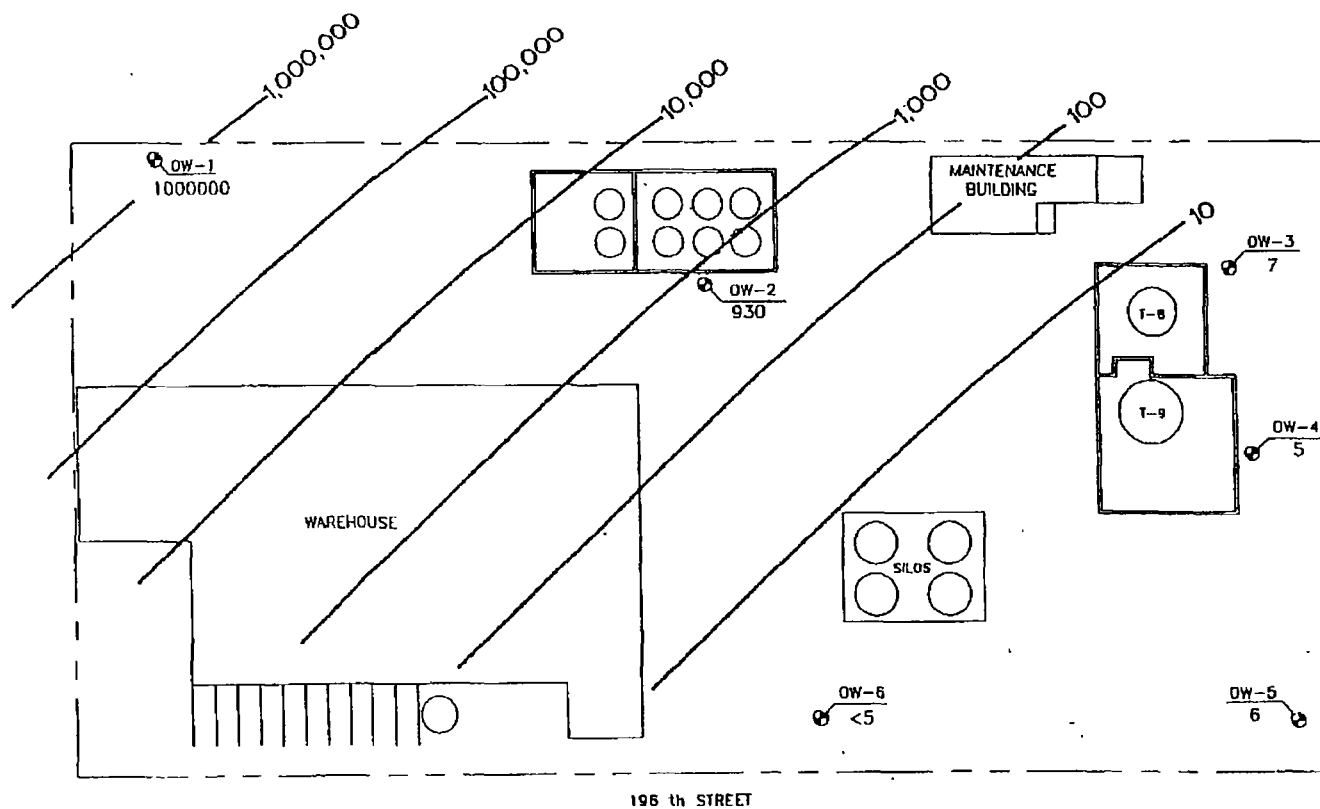 1,000,000
100,000
10,000
1,000
100
OW-1
1000000
MAINTENANCE
BUILDING
10
OW-3
7
OW-2
930
T-8
T-9
OW-4
5
WAREHOUSE
SILOS
OW-6
<5
OW-5
6
196 th STREET